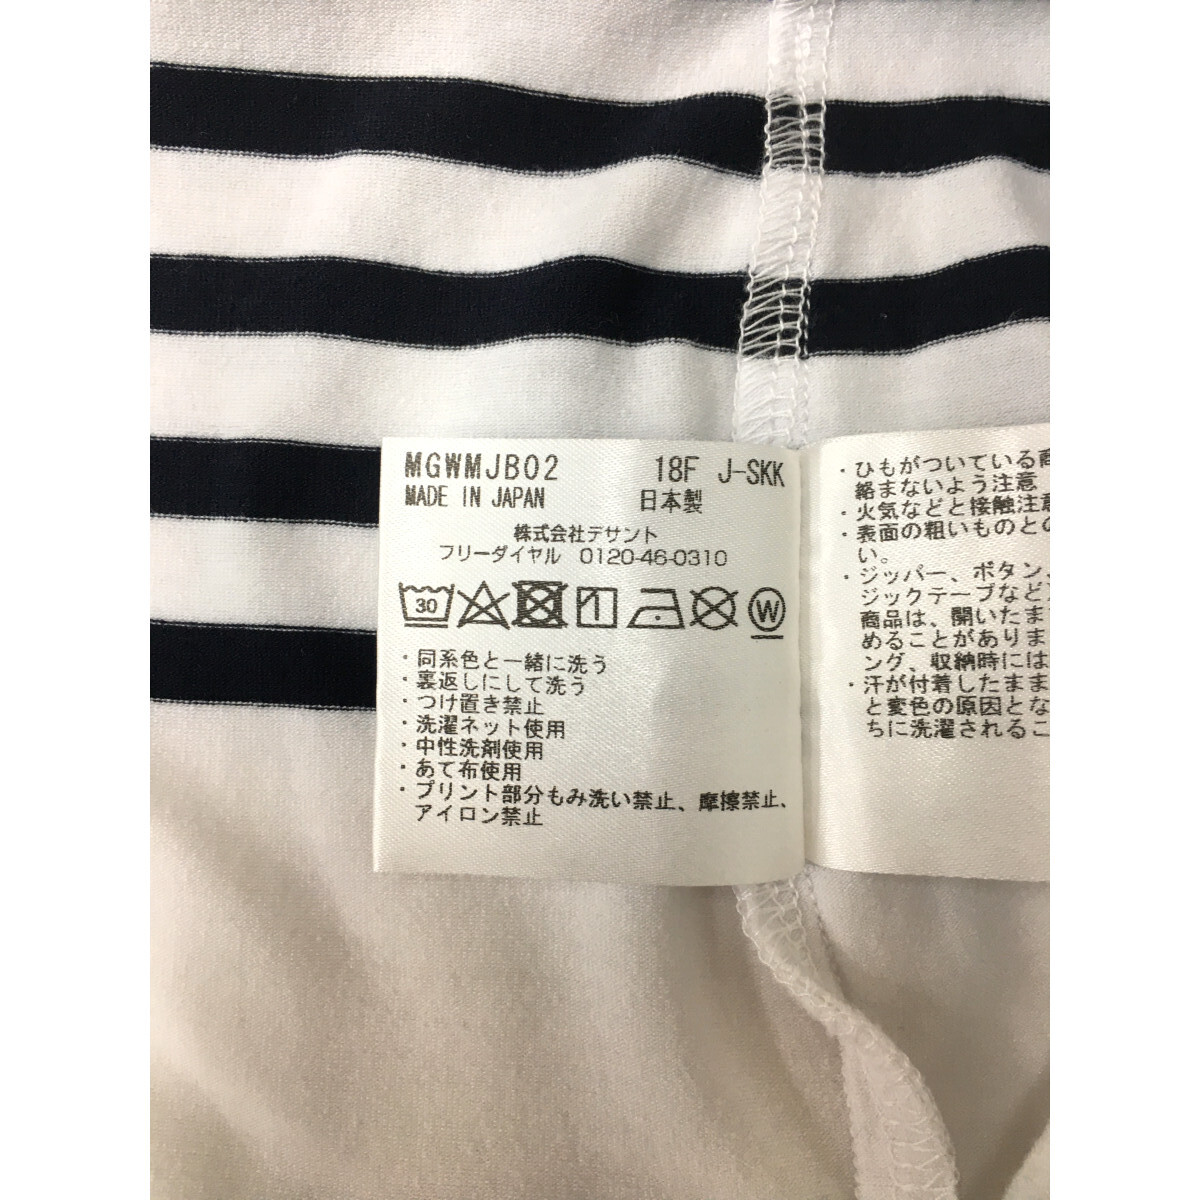 MGWMJB02 18F J-SKK
MADE IN JAPAN 日本製
株式会社デサント
フリーダイヤル 0120-46-0310
30 W
・同系色と一緒に洗う
・裏返しにして洗う
・つけ置き禁止
・洗濯ネット使用
・中性洗剤使用
・あて布使用
・プリント部分もみ洗い禁止、摩擦禁止、
アイロン禁止
・ひもがついている商
絡まないよう注意
・火気などと接触注意
・表面の粗いものとの
い。
・ジッパー、ボタン、
ジックテープなど
商品は、開いたまま
めることがありま
ング、収納時には
・汗が付着したまま
と変色の原因とな
ちに洗濯されるこ